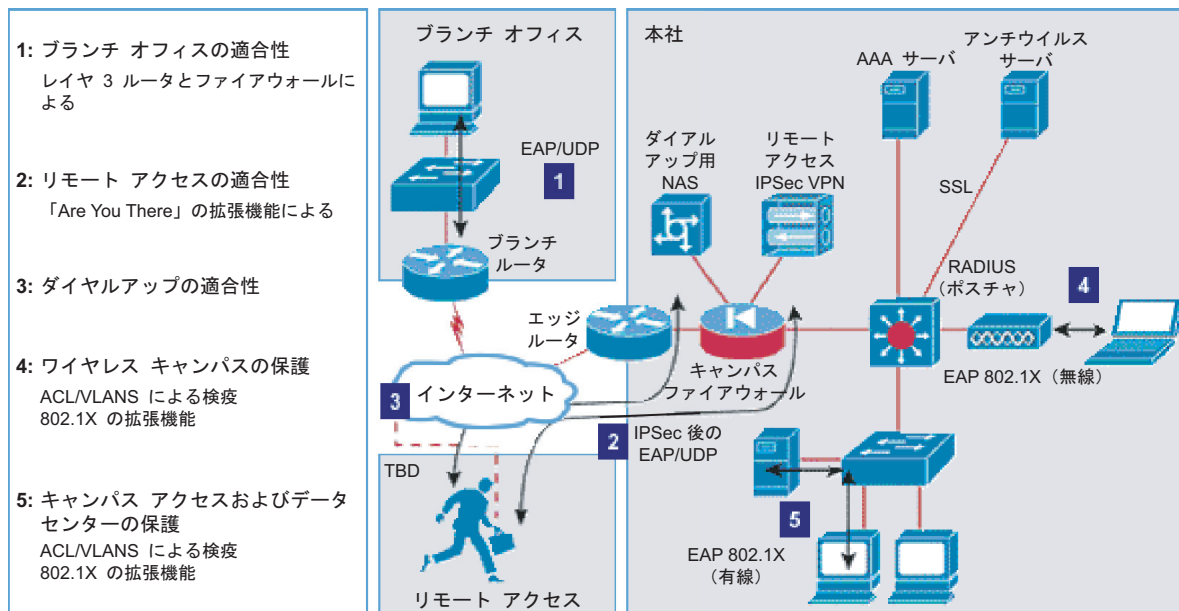 1: ブランチ オフィスの適合性
レイヤ 3 ルータとファイアウォールに
よる
2: リモート アクセスの適合性
「Are You There」の拡張機能による
3: ダイヤルアップの適合性
4: ワイヤレス キャンパスの保護
ACL/VLANS による検疫
802.1X の拡張機能
5: キャンパス アクセスおよびデータ
センターの保護
ACL/VLANS による検疫
802.1X の拡張機能
ブランチ オフィス
EAP/UDP
1
ブランチ
ルータ
インターネット
3
TBD
リモート アクセス
本社
AAA サーバ
アンチウイルス
サーバ
ダイアル
アップ用
NAS
リモート
アクセス
IPSec VPN
SSL
RADIUS
(ポスチャ)
4
エッジ
ルータ
キャンパス
ファイアウォール
EAP 802.1X(無線)
2
IPSec 後の
EAP/UDP
5
EAP 802.1X
(有線)